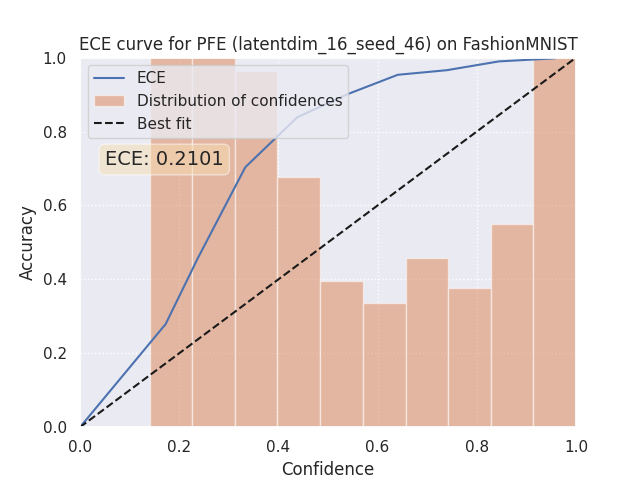 ECE curve for PFE (latentdim_16_seed_46) on FashionMNIST
1.0
0.8
0.6
0.4
0.2
0.0
Accuracy
ECE
Distribution of confidences
Best fit
ECE: 0.2101
0.0 0.2 0.4 0.6 0.8 1.0
Confidence